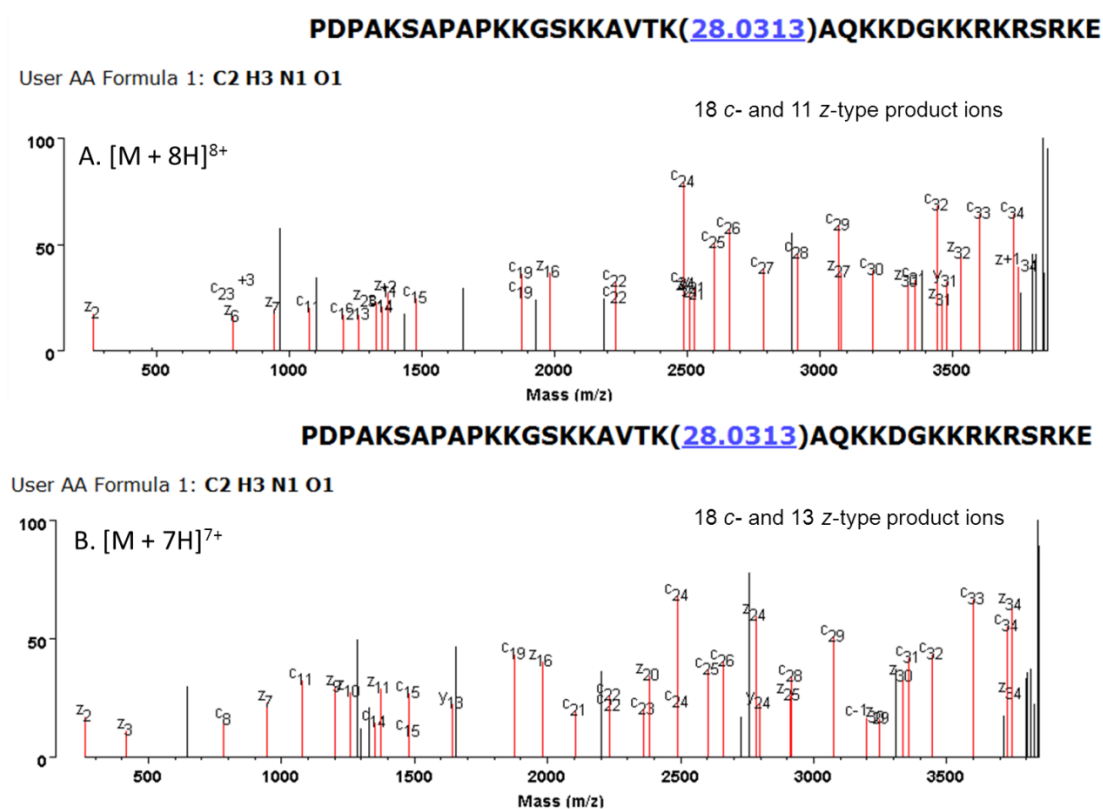 PDPAKSAPAPKKGSKKAVTK(28.0313)AQKKDGKKRKRSRKE
User AA Formula 1: C2 H3 N1 O1
18 c- and 11 z-type product ions
A. [M + 8H]8+
100
50
0
z2
c23 +3
z6
z7
c11
c12
z+2
c15
c19
c19
z16
c22
c22
c24
c25
c26
c27
c28
c29
z27
c30
c32
z31
z32
c33
c34
z+1 34
500 1000 1500 2000 2500 3000 3500
Mass (m/z)
PDPAKSAPAPKKGSKKAVTK(28.0313)AQKKDGKKRKRSRKE
User AA Formula 1: C2 H3 N1 O1
18 c- and 13 z-type product ions
B. [M + 7H]7+
100
50
0
z2
z3
c8
z7
c11
z9
z10
z11
c14
c15
c15
y13
c19
z16
c21
c22
c22
c23
z20
c24
c24
c25
c26
z24
y24
z25
c28
c29
c-1
z30
c31
c32
c33
z34
c34
z34
500 1000 1500 2000 2500 3000 3500
Mass (m/z)